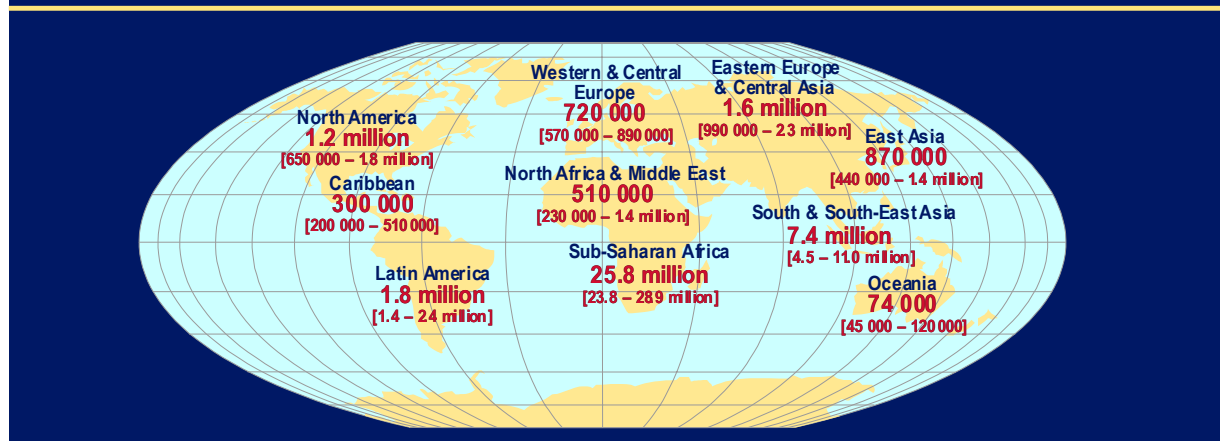 Western & Central
Europe
720 000
[570 000 – 890 000]
Eastern Europe
& Central Asia
1.6 million
[990 000 – 2.3 million]
North America
1.2 million
[650 000 – 1.8 million]
East Asia
870 000
[440 000 – 1.4 million]
Caribbean
300 000
[200 000 – 510 000]
North Africa & Middle East
510 000
[230 000 – 1.4 million]
South & South-East Asia
7.4 million
[4.5 – 11.0 million]
Sub-Saharan Africa
25.8 million
[23.8 – 28.9 million]
Latin America
1.8 million
[1.4 – 2.4 million]
Oceania
74 000
[45 000 – 120 000]